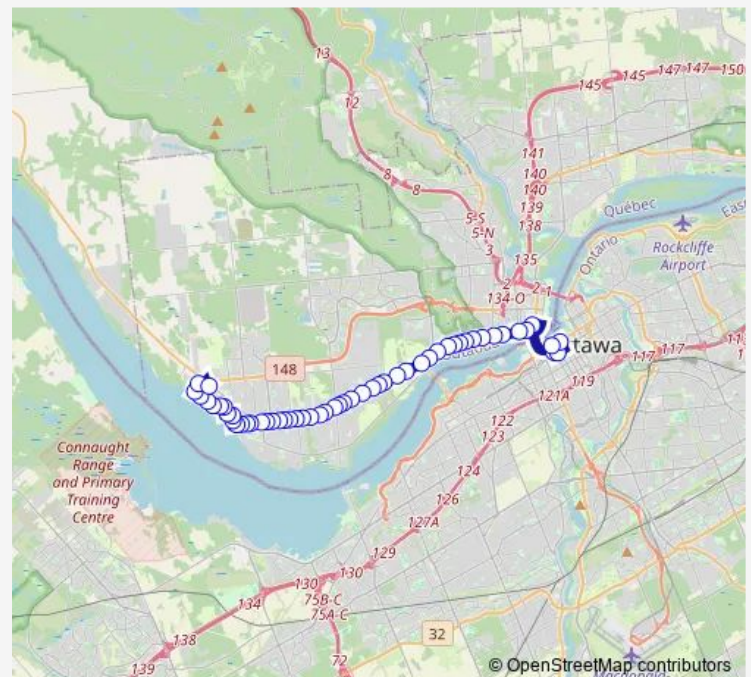 13
12
8
8
5-S
5-N
3
2
134-O
2
1
135
138
139
140
140
141
145
145
147
147
150
Québec
Ontario
Rockcliffe
Airport
148
tawa
117
117
119
121A
122
123
124
126
127A
129
130
130
134
138
139
75B-C
75A-C
72
32
Connaught
Range
and Primary
Training
Centre
© OpenStreetMap contributors